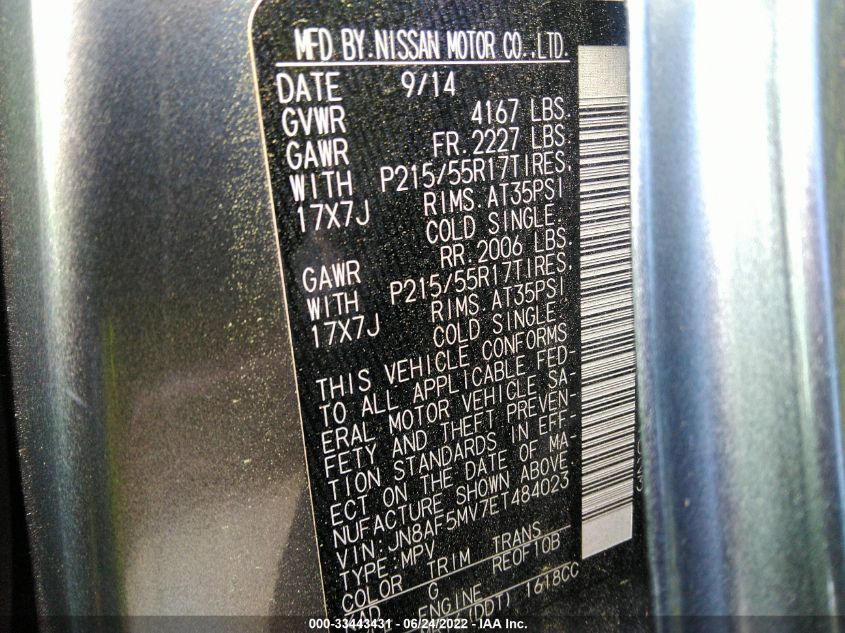 MFD BY.NISSAN MOTOR CO.,LTD.
DATE 9/14
GVWR 4167 LBS.
GAWR FR.2227 LBS
WITH P215/55R17TIRES.
17X7J RIMS.AT35PSI
COLD SINGLE.
GAWR RR.2006 LBS.
WITH P215/55R17TIRES.
17X7J RIMS.AT35PSI
COLD SINGLE.
THIS VEHICLE CONFORMS
TO ALL APPLICABLE FED-
ERAL MOTOR VEHICLE SA-
FETY AND THEFT PREVEN-
TION STANDARDS IN EFF-
ECT ON THE DATE OF MA-
NUFACTURE SHOWN ABOVE
VIN:JN8AF5MV7ET484023
TYPE:MPV
COLOR TRIM TRANS
KAD G RE0F10B
ENGINE
(DDT) 1618CC
000-33443431 - 06/24/2022 - IAA Inc.